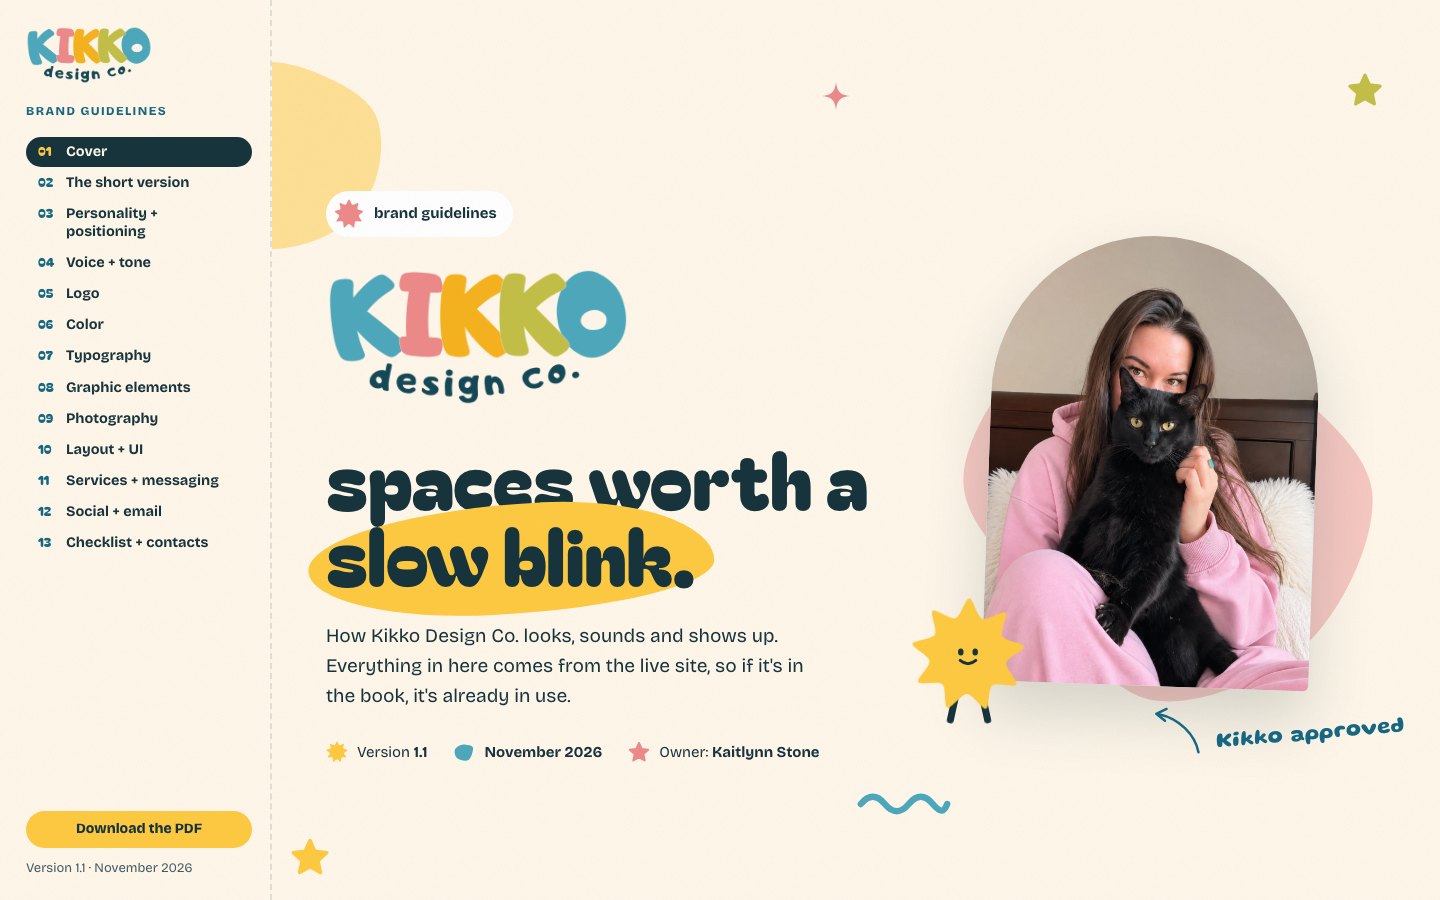 KIKKO
design co.
BRAND GUIDELINES
01 Cover
02 The short version
03 Personality +
positioning
04 Voice + tone
05 Logo
06 Color
07 Typography
08 Graphic elements
09 Photography
10 Layout + UI
11 Services + messaging
12 Social + email
13 Checklist + contacts
Download the PDF
Version 1.1 · November 2026
brand guidelines
KIKKO
design co.
spaces worth a
slow blink.
How Kikko Design Co. looks, sounds and shows up.
Everything in here comes from the live site, so if it's in
the book, it's already in use.
Version 1.1 November 2026 Owner: Kaitlynn Stone
Kikko approved